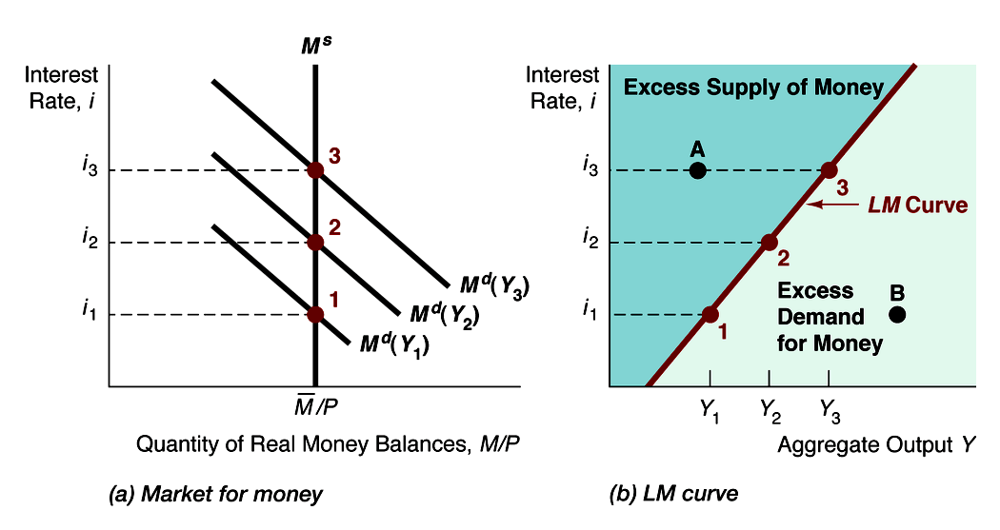 Interest
Rate, i
M^s
i₃
i₂
i₁
3
2
1
M^d(Y₃)
M^d(Y₂)
M^d(Y₁)
M̅/P
Quantity of Real Money Balances, M/P
(a) Market for money
Interest
Rate, i
Excess Supply of Money
A
i₃
3
LM Curve
i₂
2
Excess
Demand
for Money
B
i₁
1
Y₁
Y₂
Y₃
Aggregate Output Y
(b) LM curve